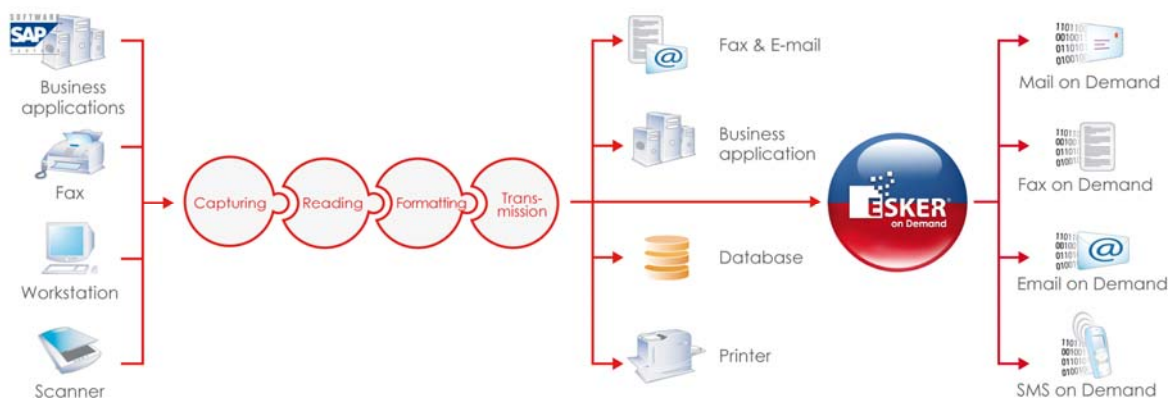 SOFTWARE
SAP
Business
applications
Fax
Workstation
Scanner
Capturing
Reading
Formatting
Trans-
mission
Fax & E-mail
Business
application
Database
Printer
ESKER
on Demand
Mail on Demand
Fax on Demand
Email on Demand
SMS on Demand